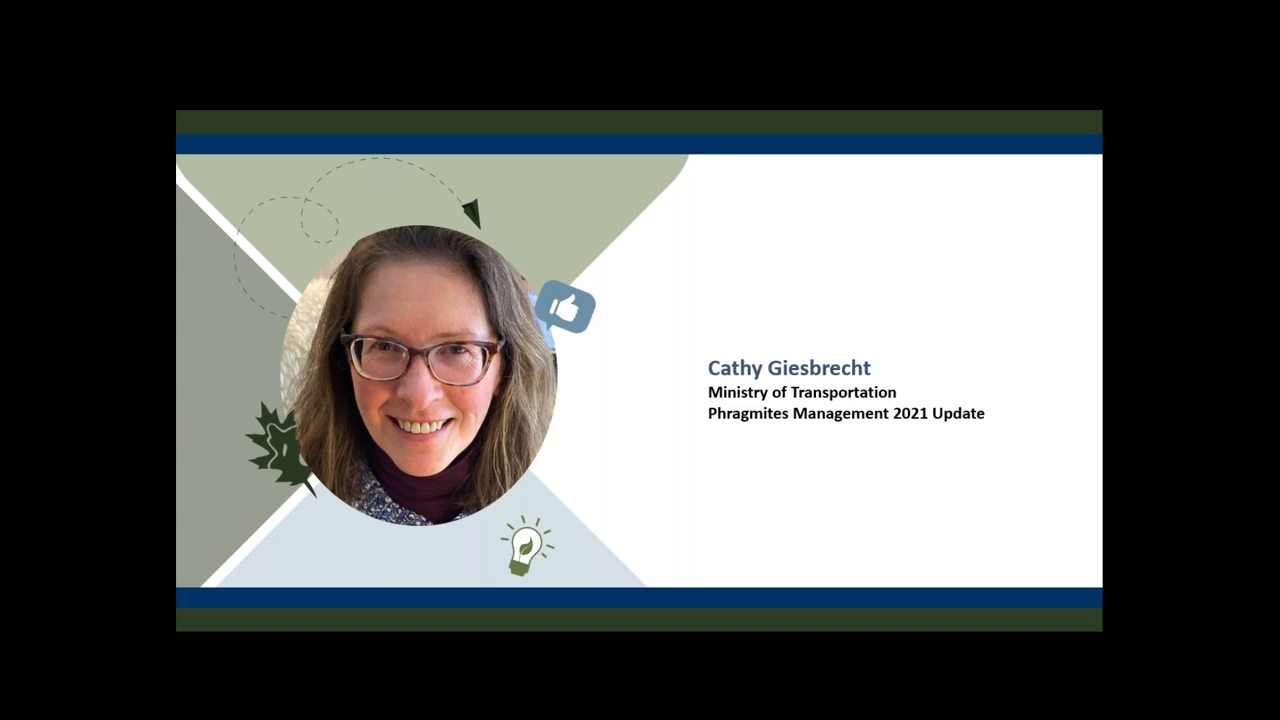 Cathy Giesbrecht
Ministry of Transportation
Phragmites Management 2021 Update